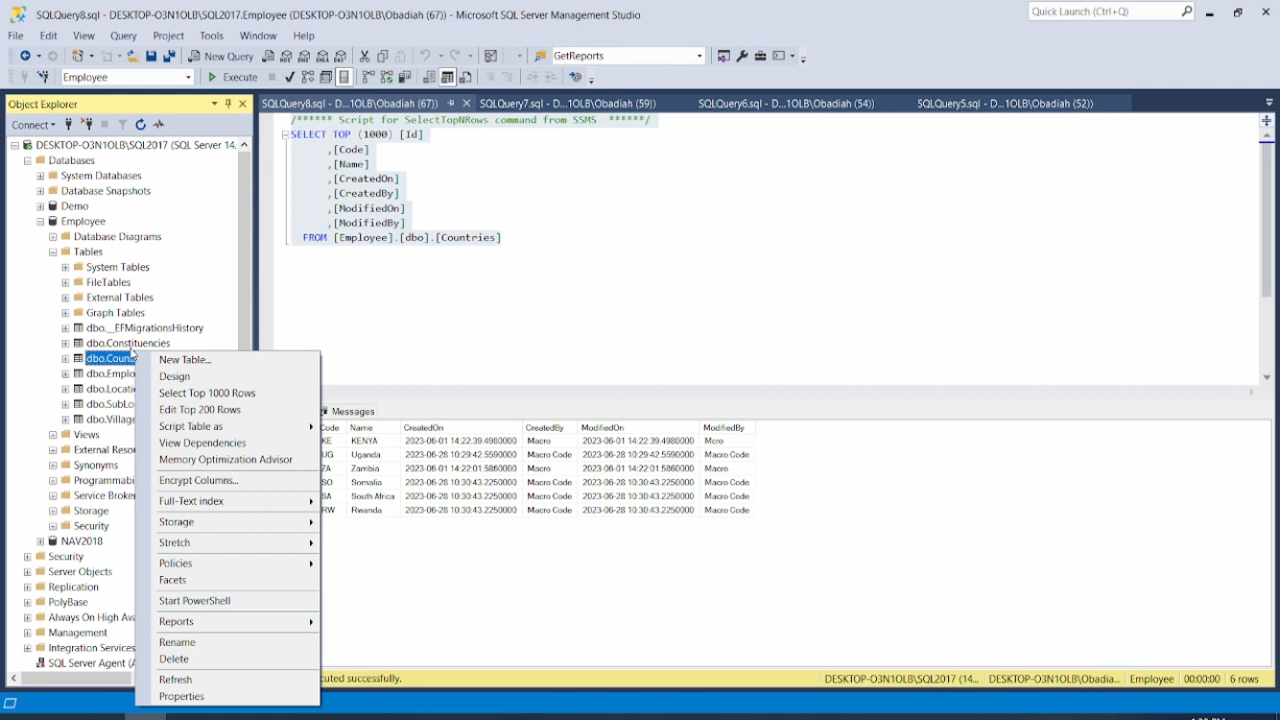 SQLQuery8.sql - DESKTOP-O3N1OLB\SQL2017.Employee (DESKTOP-O3N1OLB\Obadiah (67)) - Microsoft SQL Server Management Studio
Quick Launch (Ctrl+Q)
File Edit View Query Project Tools Window Help
New Query
GetReports
Employee
Execute
Object Explorer
SQLQuery8.sql - D...1OLB\Obadiah (67))
SQLQuery7.sql - D...1OLB\Obadiah (59))
SQLQuery6.sql - D...1OLB\Obadiah (54))
SQLQuery5.sql - D...1OLB\Obadiah (52))
Connect
DESKTOP-O3N1OLB\SQL2017 (SQL Server 14.
Databases
System Databases
Database Snapshots
Demo
Employee
Database Diagrams
Tables
System Tables
FileTables
External Tables
Graph Tables
dbo.__EFMigrationsHistory
dbo.Constituencies
dbo.Coun
dbo.Emplo
dbo.Locati
dbo.SubLo
dbo.Village
Views
External Reso
Synonyms
Programmab
Service Broke
Storage
Security
NAV2018
Security
Server Objects
Replication
PolyBase
Always On High Ava
Management
Integration Services
SQL Server Agent (A
/****** Script for SelectTopNRows command from SSMS ******/
SELECT TOP (1000) [Id]
,[Code]
,[Name]
,[CreatedOn]
,[CreatedBy]
,[ModifiedOn]
,[ModifiedBy]
FROM [Employee].[dbo].[Countries]
New Table...
Design
Select Top 1000 Rows
Edit Top 200 Rows
Script Table as
View Dependencies
Memory Optimization Advisor
Encrypt Columns...
Full-Text index
Storage
Stretch
Policies
Facets
Start PowerShell
Reports
Rename
Delete
Refresh
Properties
Messages
Code Name CreatedOn CreatedBy ModifiedOn ModifiedBy
KE KENYA 2023-06-01 14:22:39.4980000 Macro 2023-06-01 14:22:39.4980000 Mcro
UG Uganda 2023-06-28 10:29:42.5590000 Macro Code 2023-06-28 10:29:42.5590000 Macro Code
ZA Zambia 2023-06-01 14:22:01.5860000 Macro 2023-06-01 14:22:01.5860000 Macro
SO Somalia 2023-06-28 10:30:43.2250000 Macro Code 2023-06-28 10:30:43.2250000 Macro Code
SA South Africa 2023-06-28 10:30:43.2250000 Macro Code 2023-06-28 10:30:43.2250000 Macro Code
RW Rwanda 2023-06-28 10:30:43.2250000 Macro Code 2023-06-28 10:30:43.2250000 Macro Code
cuted successfully.
DESKTOP-O3N1OLB\SQL2017 (14...
DESKTOP-O3N1OLB\Obadia...
Employee
00:00:00
6 rows